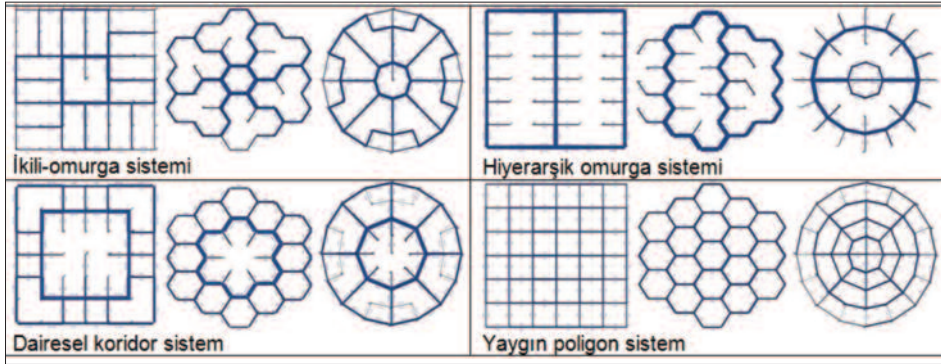 İkili-omurga sistemi
Hiyerarşik omurga sistemi
Dairesel koridor sistem
Yaygın poligon sistem